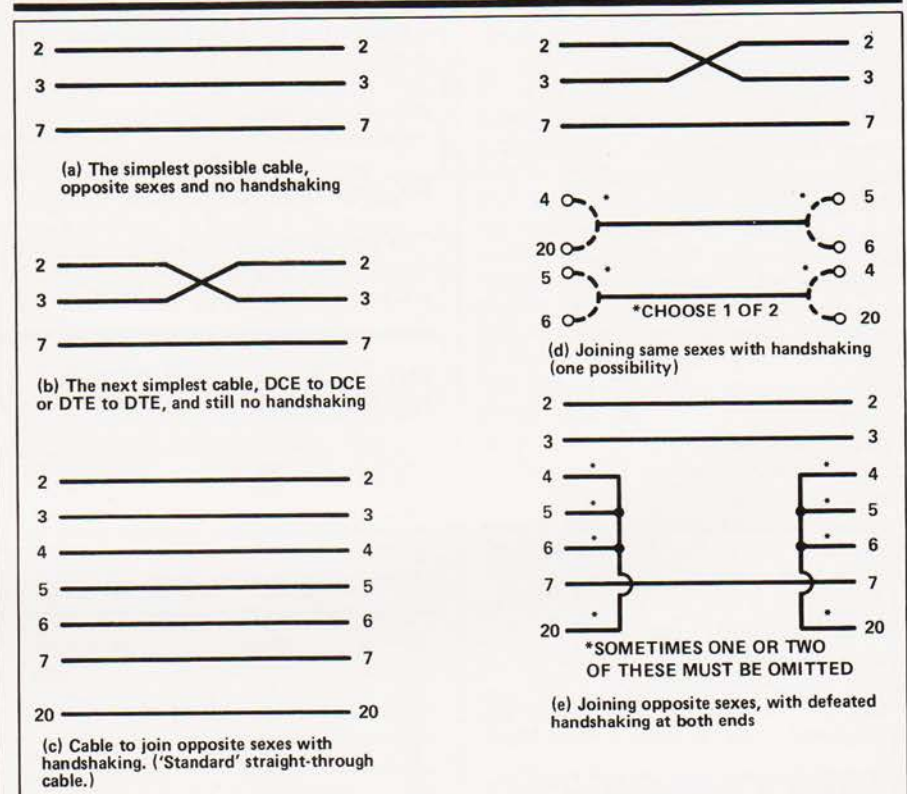 2 2
3 3
7 7
(a) The simplest possible cable,
opposite sexes and no handshaking
2 2
3 3
7 7
(b) The next simplest cable, DCE to DCE
or DTE to DTE, and still no handshaking
2 2
3 3
4 4
5 5
6 6
7 7
20 20
(c) Cable to join opposite sexes with
handshaking. ('Standard' straight-through
cable.)
2 2
3 3
7 7
4 * * 5
20 6
5 * * 4
*CHOOSE 1 OF 2
6 20
(d) Joining same sexes with handshaking
(one possibility)
2 2
3 3
4 * * 4
5 * * 5
6 * * 6
7 7
20 * * 20
*SOMETIMES ONE OR TWO
OF THESE MUST BE OMITTED
(e) Joining opposite sexes, with defeated
handshaking at both ends